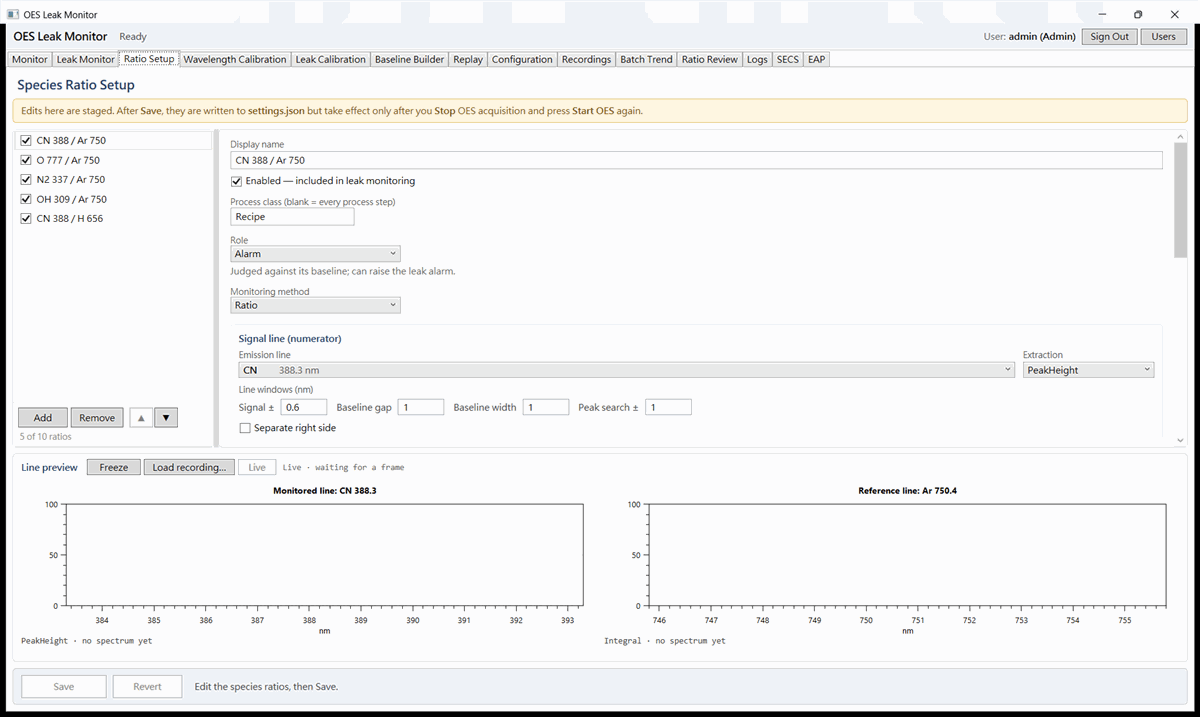 OES Leak Monitor
OES Leak Monitor Ready User: admin (Admin) Sign Out Users
Monitor Leak Monitor Ratio Setup Wavelength Calibration Leak Calibration Baseline Builder Replay Configuration Recordings Batch Trend Ratio Review Logs SECS EAP
Species Ratio Setup
Edits here are staged. After Save, they are written to settings.json but take effect only after you Stop OES acquisition and press Start OES again.
CN 388 / Ar 750
O 777 / Ar 750
N2 337 / Ar 750
OH 309 / Ar 750
CN 388 / H 656
Add Remove ▲ ▼
5 of 10 ratios
Display name
CN 388 / Ar 750
Enabled — included in leak monitoring
Process class (blank = every process step)
Recipe
Role
Alarm
Judged against its baseline; can raise the leak alarm.
Monitoring method
Ratio
Signal line (numerator)
Emission line Extraction
CN 388.3 nm PeakHeight
Line windows (nm)
Signal ± 0.6 Baseline gap 1 Baseline width 1 Peak search ± 1
Separate right side
Line preview Freeze Load recording... Live Live · waiting for a frame
Monitored line: CN 388.3
100
50
0
384 385 386 387 388 389 390 391 392 393
nm
PeakHeight · no spectrum yet
Reference line: Ar 750.4
100
50
0
746 747 748 749 750 751 752 753 754 755
nm
Integral · no spectrum yet
Save Revert Edit the species ratios, then Save.